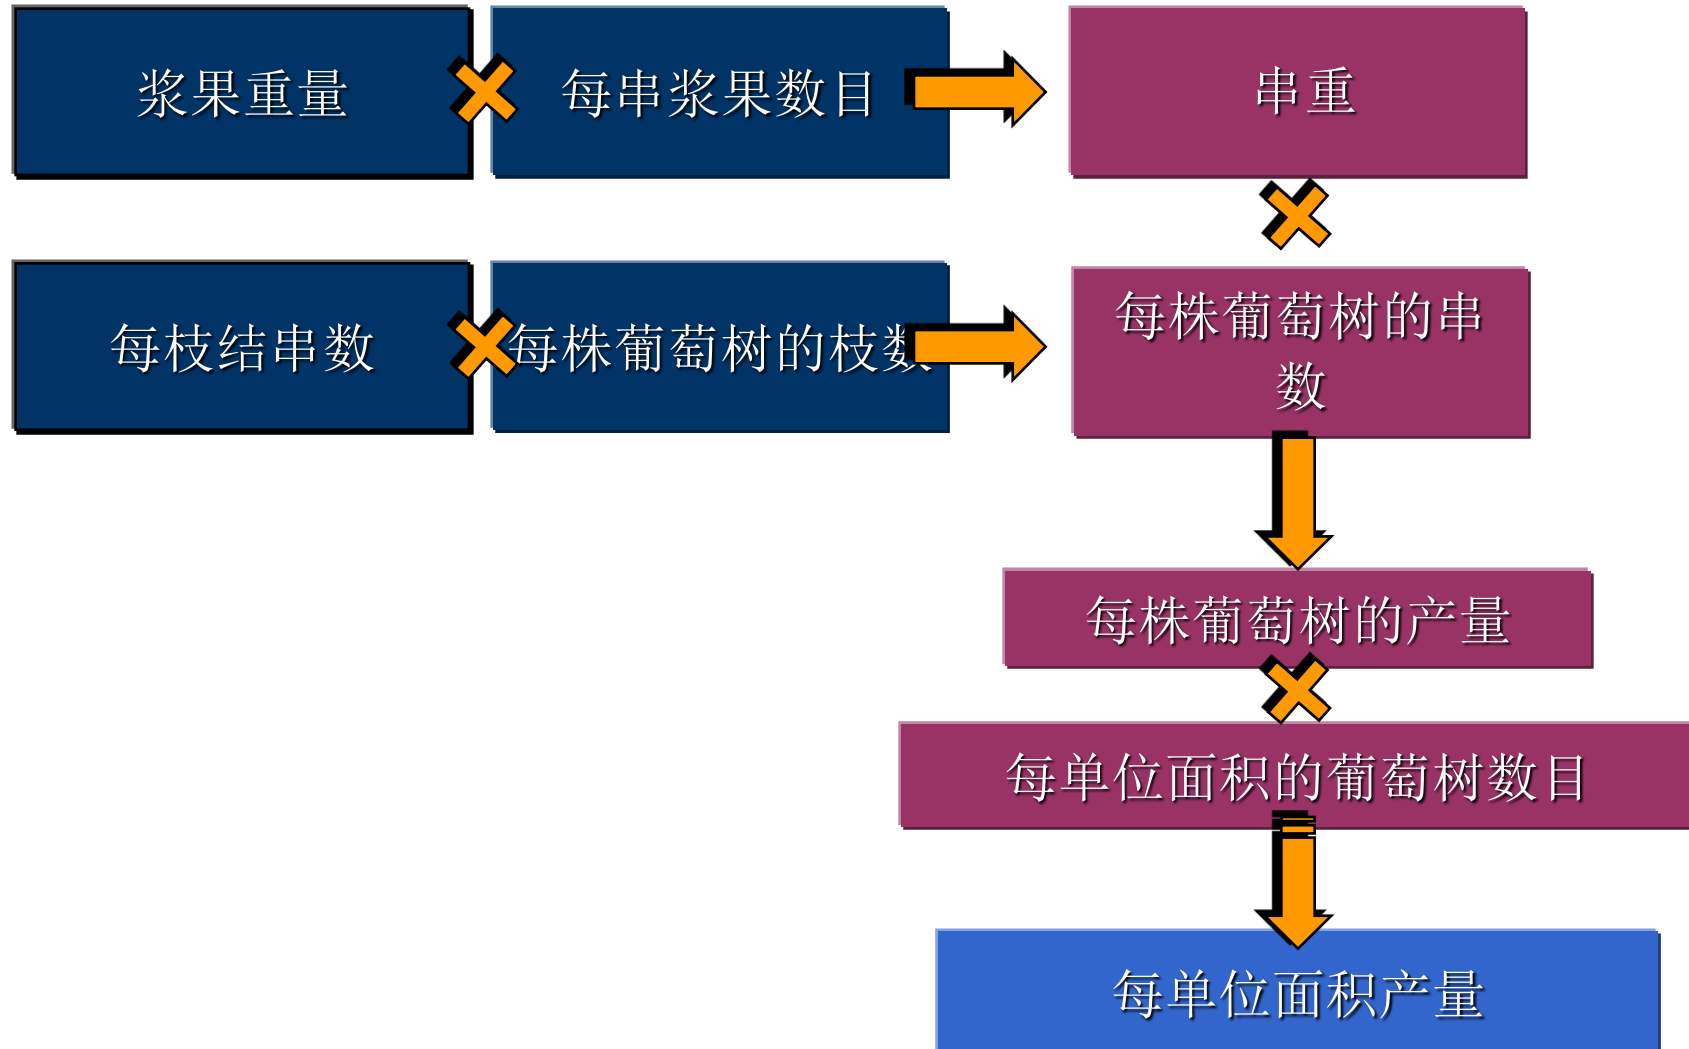 浆果重量
每串浆果数目
串重
每枝结串数
每株葡萄树的枝数
每株葡萄树的串
数
每株葡萄树的产量
每单位面积的葡萄树数目
每单位面积产量